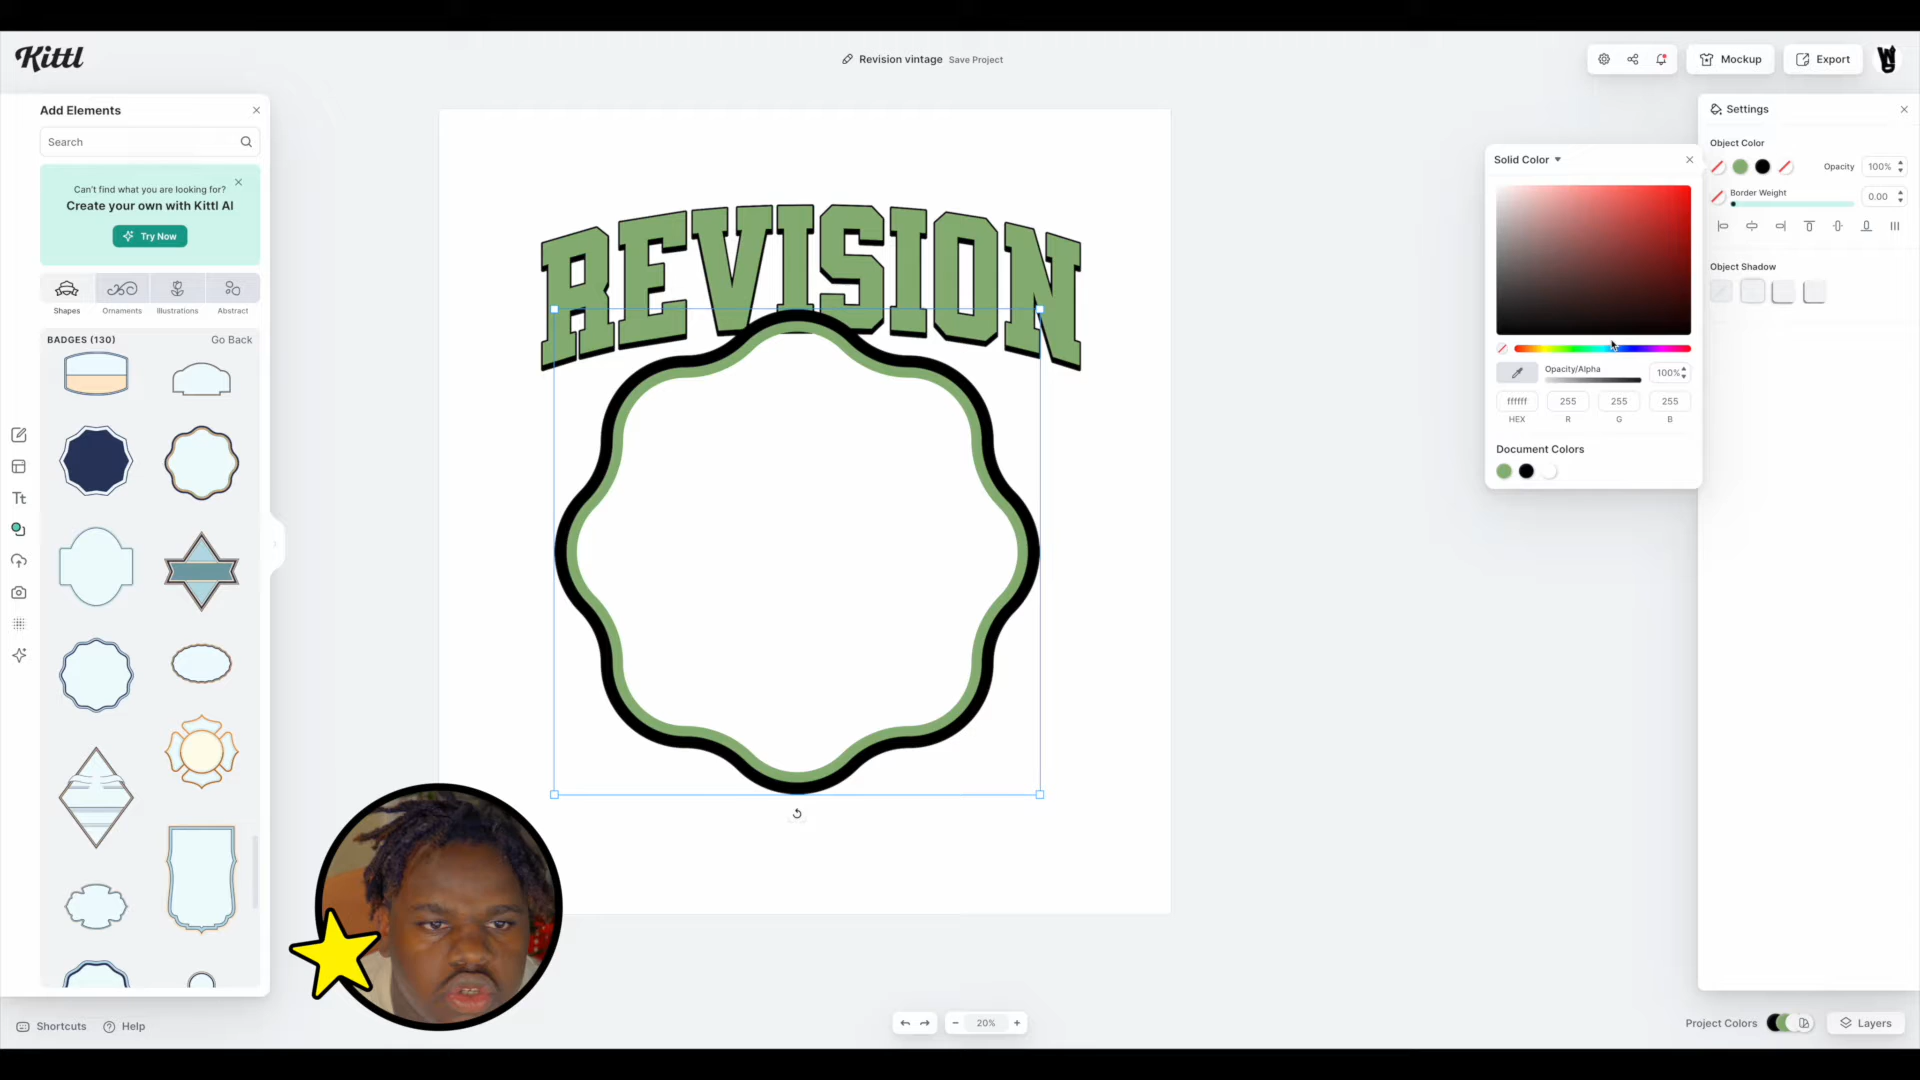 Kittl
Revision vintage Save Project
Mockup
Export
Add Elements
Search
Can't find what you are looking for?
Create your own with Kittl AI
Try Now
Shapes
Ornaments
Illustrations
Abstract
BADGES (130)
Go Back
Tt
REVISION
Solid Color
Opacity/Alpha
100%
ffffff
255
255
255
HEX
R
G
B
Document Colors
Settings
Object Color
Opacity
100%
Border Weight
0.00
Object Shadow
Shortcuts
Help
20%
Project Colors
Layers